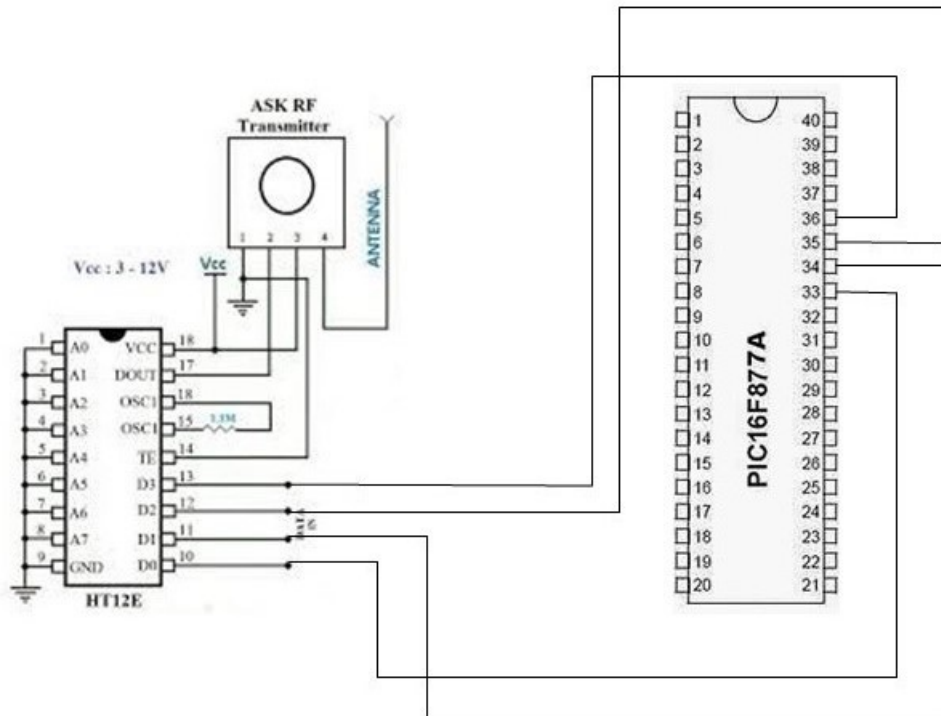 ASK RF
Transmitter
1 2 3 4
ANTENNA
Vcc : 3 - 12V
Vcc
1 A0 VCC 18
2 A1 DOUT 17
3 A2 OSC1 18
4 A3 OSC1 15
5 A4 TE 14
6 A5 D3 13
7 A6 D2 12
8 A7 D1 11
9 GND D0 10
HT12E
DATA
PIC16F877A
1 40
2 39
3 38
4 37
5 36
6 35
7 34
8 33
9 32
10 31
11 30
12 29
13 28
14 27
15 26
16 25
17 24
18 23
19 22
20 21